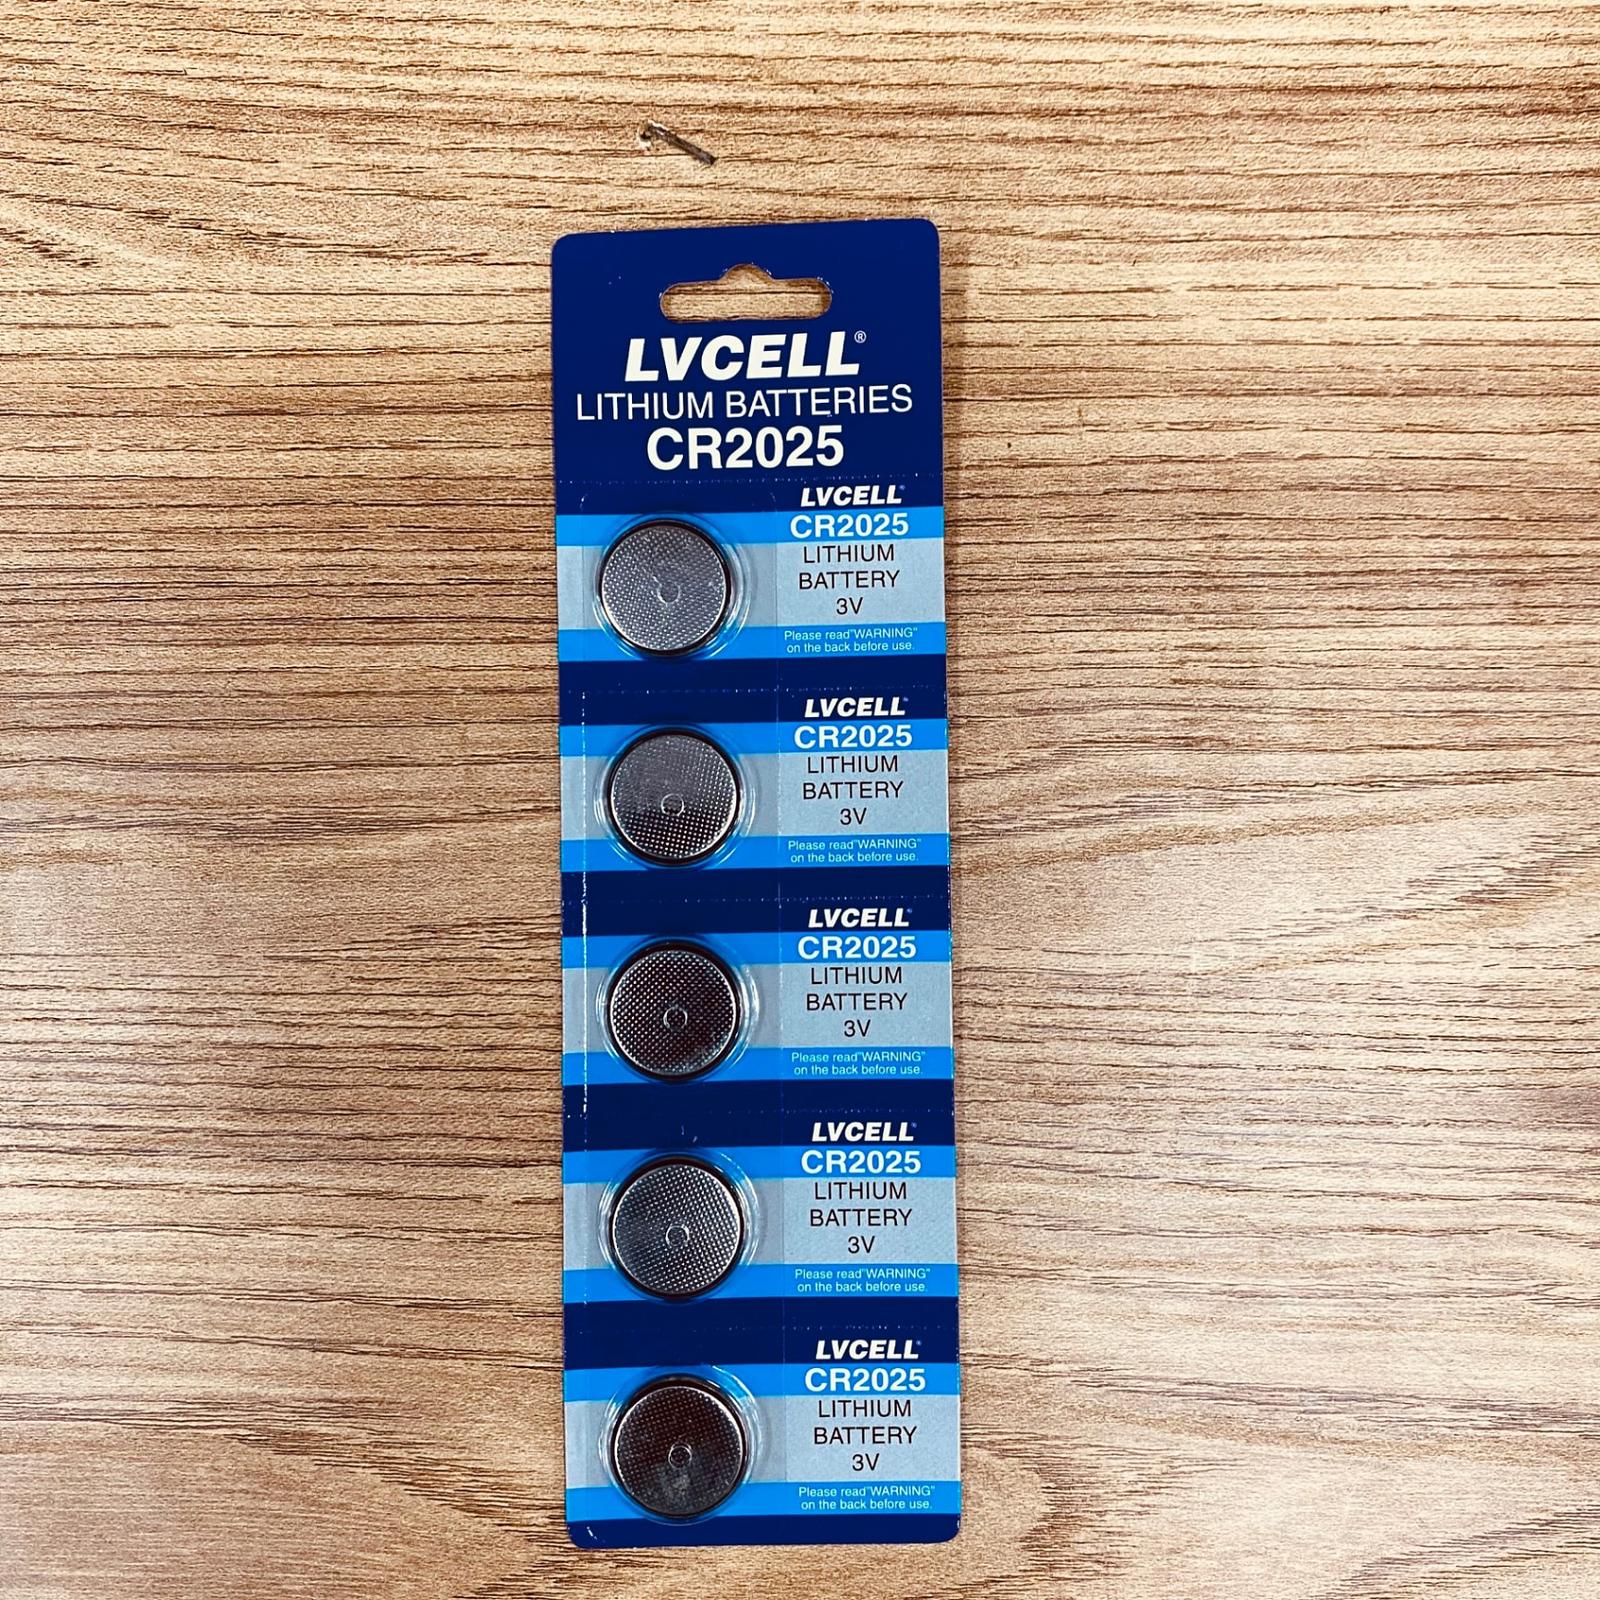 LVCELL®
LITHIUM BATTERIES
CR2025
LVCELL®
CR2025
LITHIUM
BATTERY
3V
Please read"WARNING"
on the back before use.
LVCELL®
CR2025
LITHIUM
BATTERY
3V
Please read"WARNING"
on the back before use.
LVCELL®
CR2025
LITHIUM
BATTERY
3V
Please read"WARNING"
on the back before use.
LVCELL®
CR2025
LITHIUM
BATTERY
3V
Please read"WARNING"
on the back before use.
LVCELL®
CR2025
LITHIUM
BATTERY
3V
Please read"WARNING"
on the back before use.